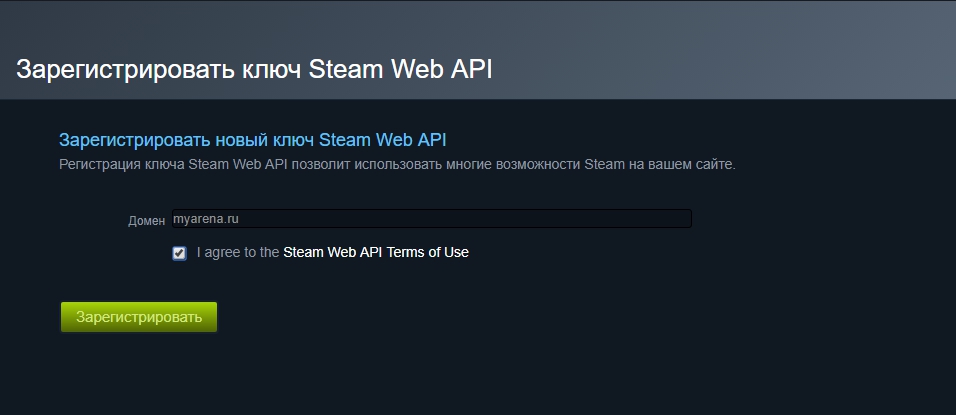 Зарегистрировать ключ Steam Web API
Зарегистрировать новый ключ Steam Web API
Регистрация ключа Steam Web API позволит использовать многие возможности Steam на вашем сайте.
Домен myarena.ru
I agree to the Steam Web API Terms of Use
Зарегистрировать